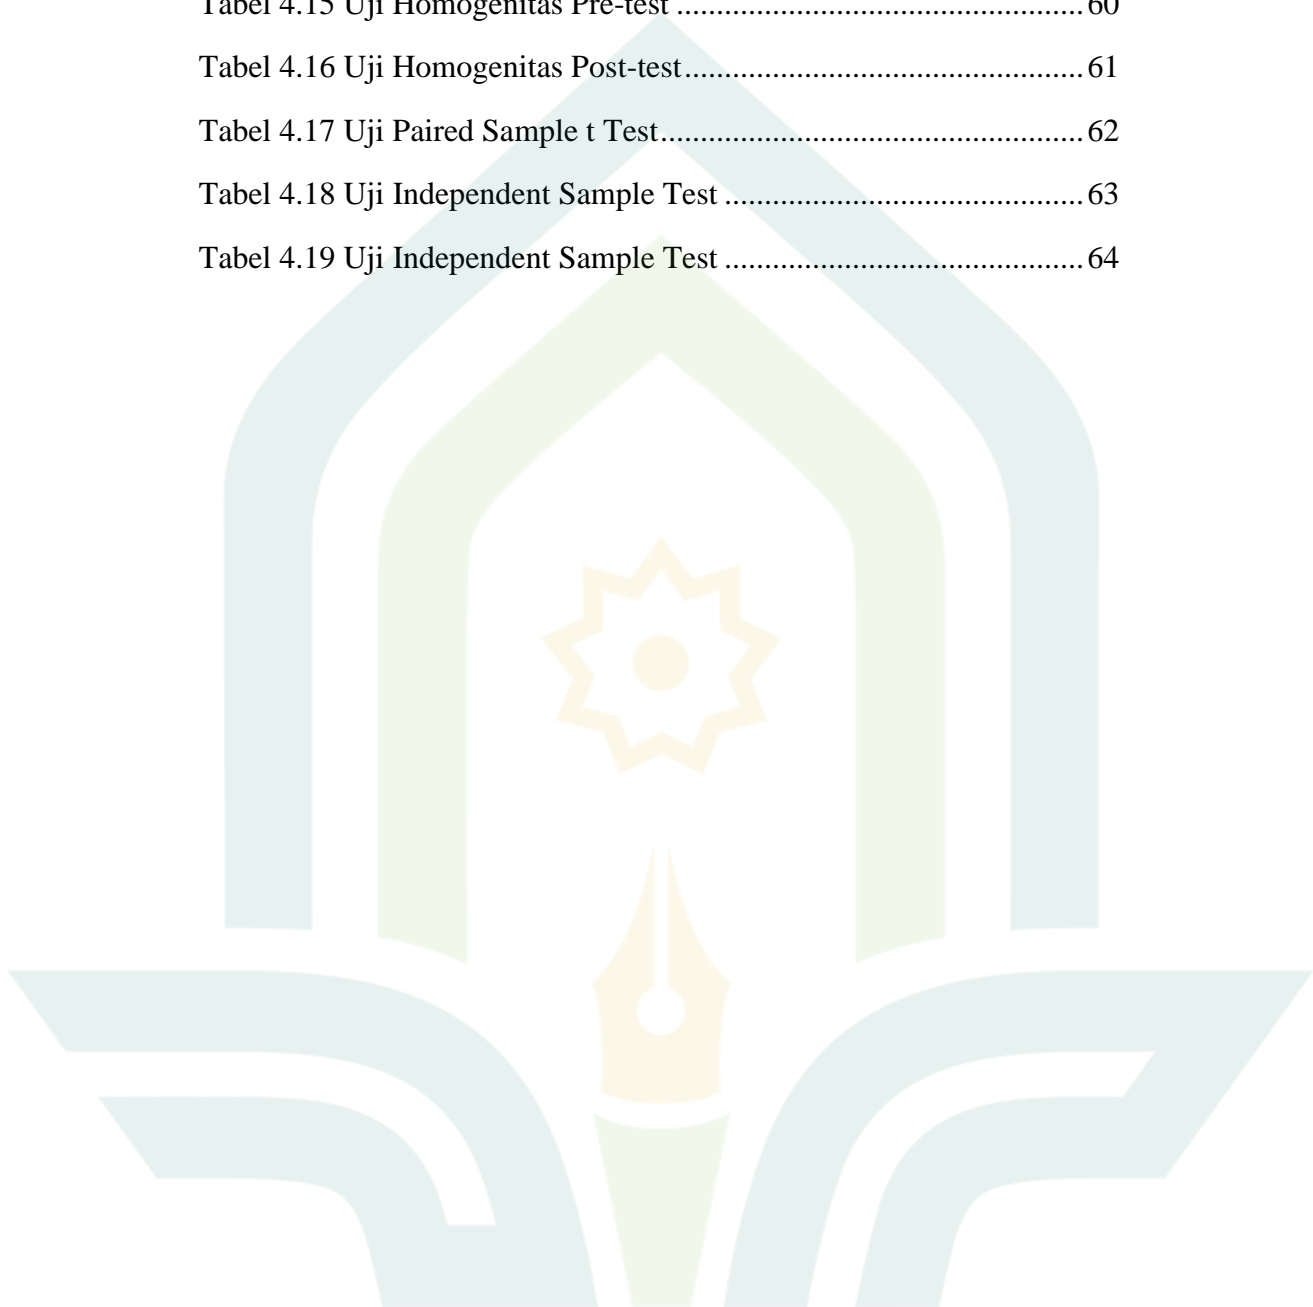 Tabel 4.15 Uji Homogenitas Pre-test ................................................... 60
Tabel 4.16 Uji Homogenitas Post-test.................................................. 61
Tabel 4.17 Uji Paired Sample t Test..................................................... 62
Tabel 4.18 Uji Independent Sample Test ............................................. 63
Tabel 4.19 Uji Independent Sample Test ............................................. 64